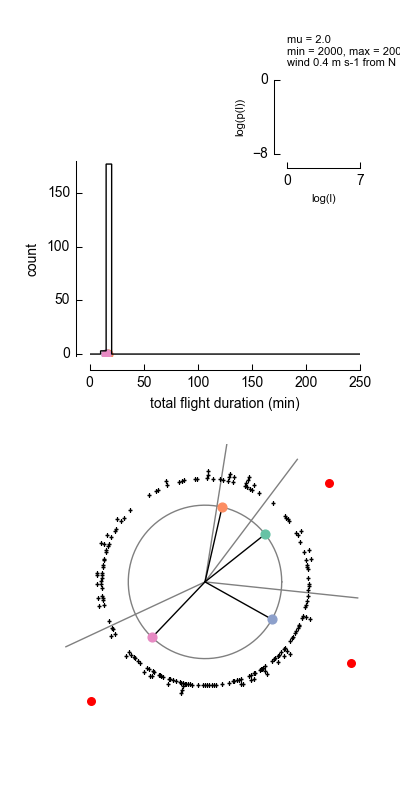 mu = 2.0
min = 2000, max = 200
wind 0.4 m s-1 from N
0
log(p(l))
−8
0 7
log(l)
150
100
50
0
count
0 50 100 150 200 250
total flight duration (min)